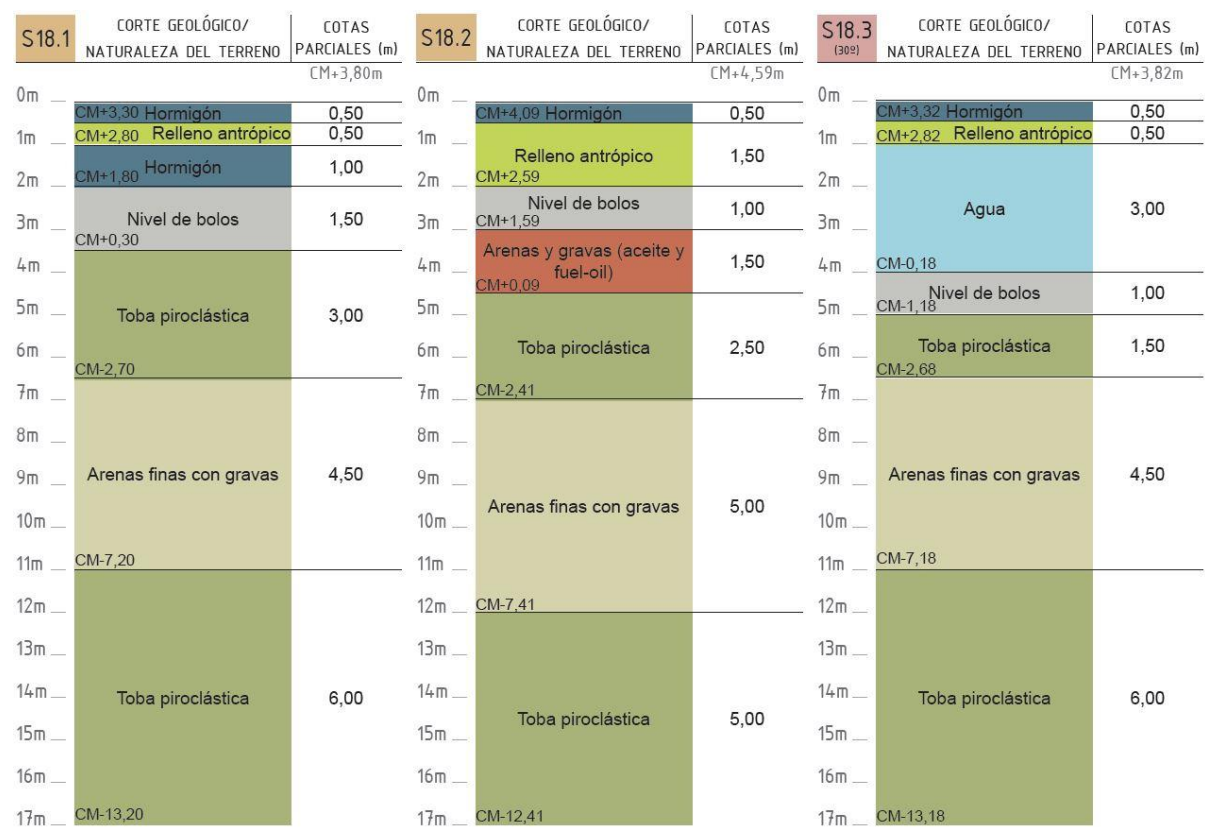 S18.1
CORTE GEOLÓGICO/
NATURALEZA DEL TERRENO
COTAS
PARCIALES (m)
CM+3,80m
0m
CM+3,30 Hormigón 0,50
1m
CM+2,80 Relleno antrópico 0,50
Hormigón 1,00
2m
CM+1,80
3m
Nivel de bolos 1,50
CM+0,30
4m
5m
Toba piroclástica 3,00
6m
CM-2,70
7m
8m
9m
Arenas finas con gravas 4,50
10m
11m
CM-7,20
12m
13m
14m
Toba piroclástica 6,00
15m
16m
17m
CM-13,20
S18.2
CORTE GEOLÓGICO/
NATURALEZA DEL TERRENO
COTAS
PARCIALES (m)
CM+4,59m
0m
CM+4,09 Hormigón 0,50
1m
Relleno antrópico 1,50
2m
CM+2,59
Nivel de bolos 1,00
3m
CM+1,59
Arenas y gravas (aceite y
fuel-oil)
1,50
4m
CM+0,09
5m
6m
Toba piroclástica 2,50
7m
CM-2,41
8m
9m
10m
Arenas finas con gravas 5,00
11m
12m
CM-7,41
13m
14m
Toba piroclástica 5,00
15m
16m
17m
CM-12,41
S18.3
(30º)
CORTE GEOLÓGICO/
NATURALEZA DEL TERRENO
COTAS
PARCIALES (m)
CM+3,82m
0m
CM+3,32 Hormigón 0,50
1m
CM+2,82 Relleno antrópico 0,50
2m
3m
Agua 3,00
4m
CM-0,18
Nivel de bolos 1,00
5m
CM-1,18
6m
Toba piroclástica 1,50
CM-2,68
7m
8m
9m
Arenas finas con gravas 4,50
10m
11m
CM-7,18
12m
13m
14m
Toba piroclástica 6,00
15m
16m
17m
CM-13,18